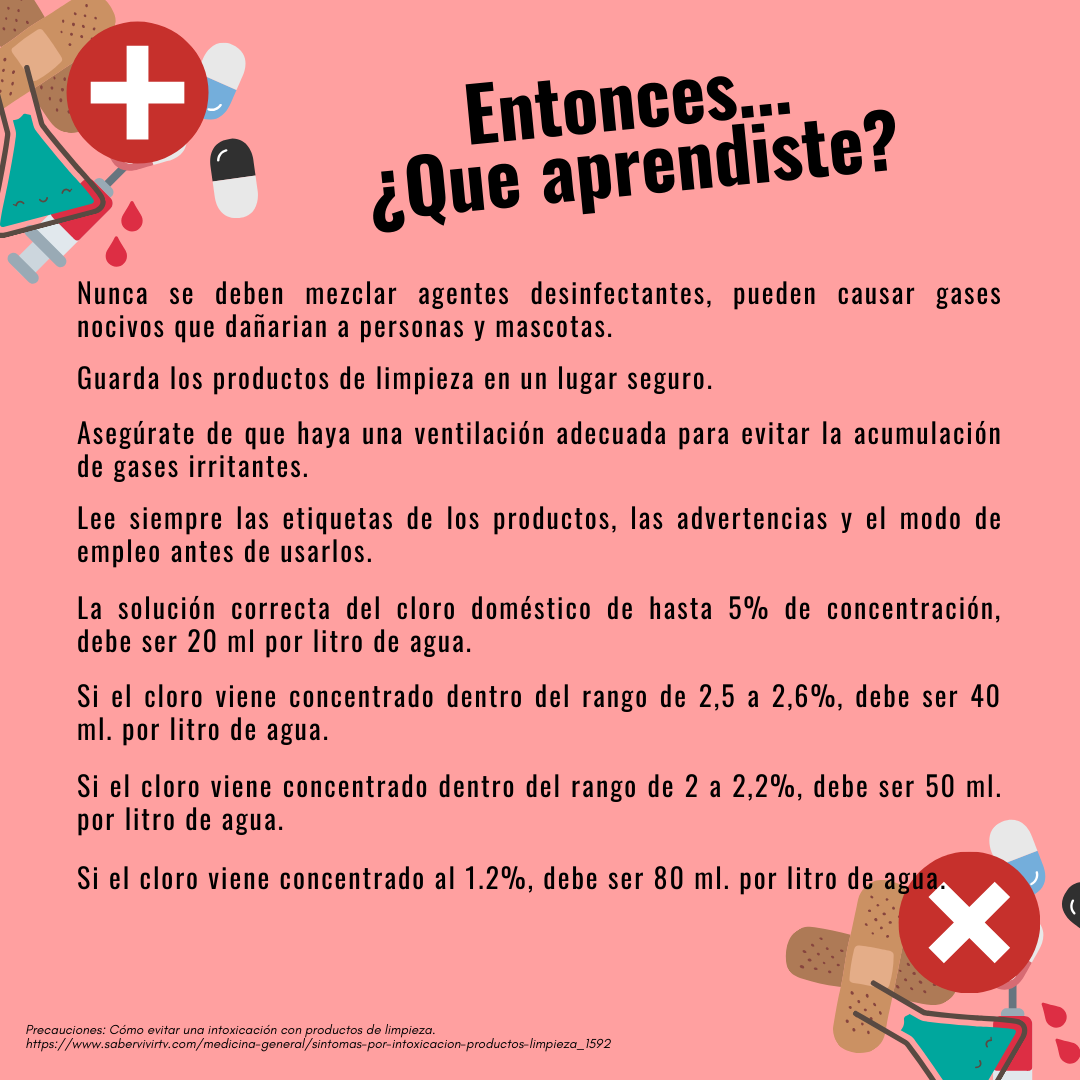 Entonces...
¿Que aprendiste?
Nunca se deben mezclar agentes desinfectantes, pueden causar gases
nocivos que dañarian a personas y mascotas.
Guarda los productos de limpieza en un lugar seguro.
Asegúrate de que haya una ventilación adecuada para evitar la acumulación
de gases irritantes.
Lee siempre las etiquetas de los productos, las advertencias y el modo de
empleo antes de usarlos.
La solución correcta del cloro doméstico de hasta 5% de concentración,
debe ser 20 ml por litro de agua.
Si el cloro viene concentrado dentro del rango de 2,5 a 2,6%, debe ser 40
ml. por litro de agua.
Si el cloro viene concentrado dentro del rango de 2 a 2,2%, debe ser 50 ml.
por litro de agua.
Si el cloro viene concentrado al 1.2%, debe ser 80 ml. por litro de agua.
Precauciones: Cómo evitar una intoxicación con productos de limpieza.
https://www.sabervivirtv.com/medicina-general/sintomas-por-intoxicacion-productos-limpieza_1592